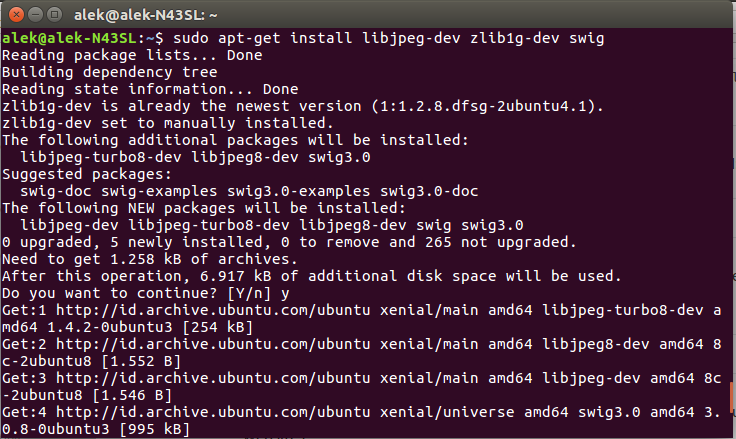 alek@alek-N43SL: ~
alek@alek-N43SL:~$ sudo apt-get install libjpeg-dev zlib1g-dev swig
Reading package lists... Done
Building dependency tree
Reading state information... Done
zlib1g-dev is already the newest version (1:1.2.8.dfsg-2ubuntu4.1).
zlib1g-dev set to manually installed.
The following additional packages will be installed:
  libjpeg-turbo8-dev libjpeg8-dev swig3.0
Suggested packages:
  swig-doc swig-examples swig3.0-examples swig3.0-doc
The following NEW packages will be installed:
  libjpeg-dev libjpeg-turbo8-dev libjpeg8-dev swig swig3.0
0 upgraded, 5 newly installed, 0 to remove and 265 not upgraded.
Need to get 1.258 kB of archives.
After this operation, 6.917 kB of additional disk space will be used.
Do you want to continue? [Y/n] y
Get:1 http://id.archive.ubuntu.com/ubuntu xenial/main amd64 libjpeg-turbo8-dev a
md64 1.4.2-0ubuntu3 [254 kB]
Get:2 http://id.archive.ubuntu.com/ubuntu xenial/main amd64 libjpeg8-dev amd64 8
c-2ubuntu8 [1.552 B]
Get:3 http://id.archive.ubuntu.com/ubuntu xenial/main amd64 libjpeg-dev amd64 8c
-2ubuntu8 [1.546 B]
Get:4 http://id.archive.ubuntu.com/ubuntu xenial/universe amd64 swig3.0 amd64 3.
0.8-0ubuntu3 [995 kB]